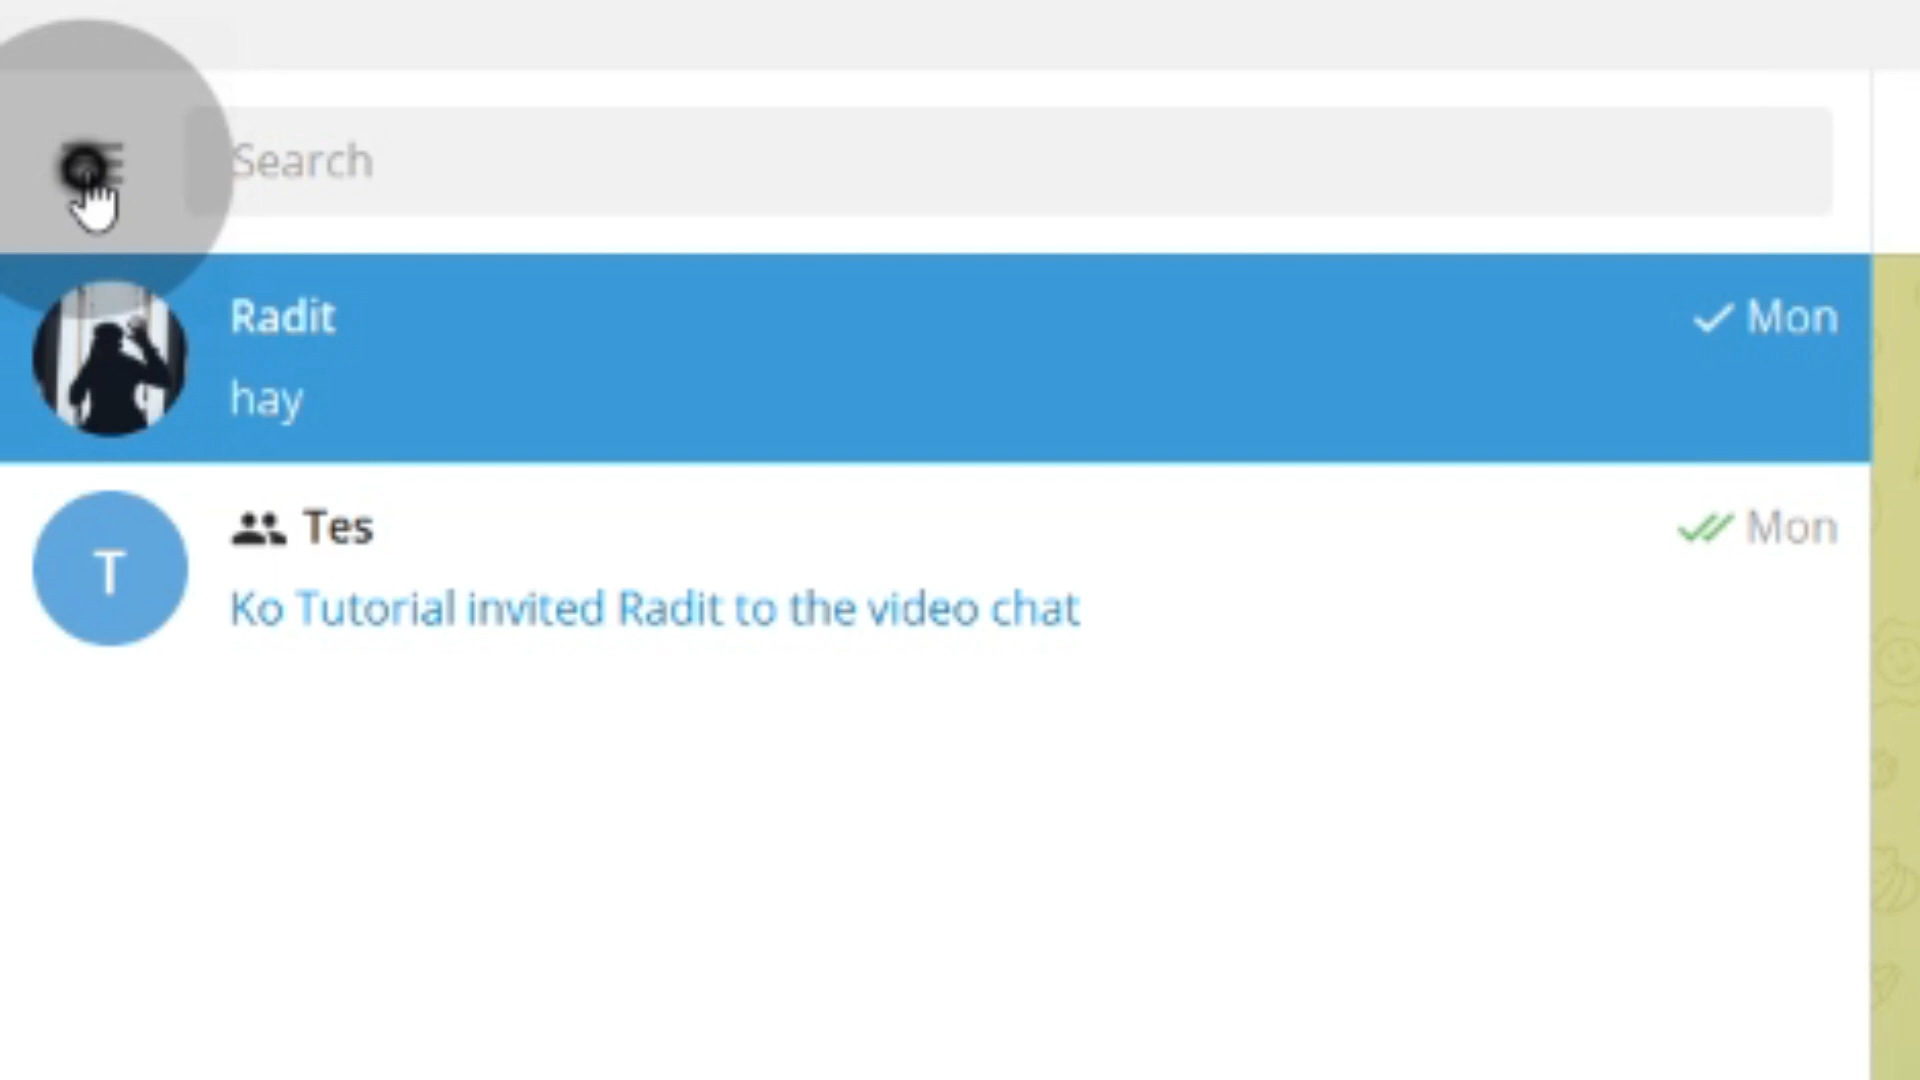 Search
Radit
Mon
hay
T
Tes
Mon
Ko Tutorial invited Radit to the video chat